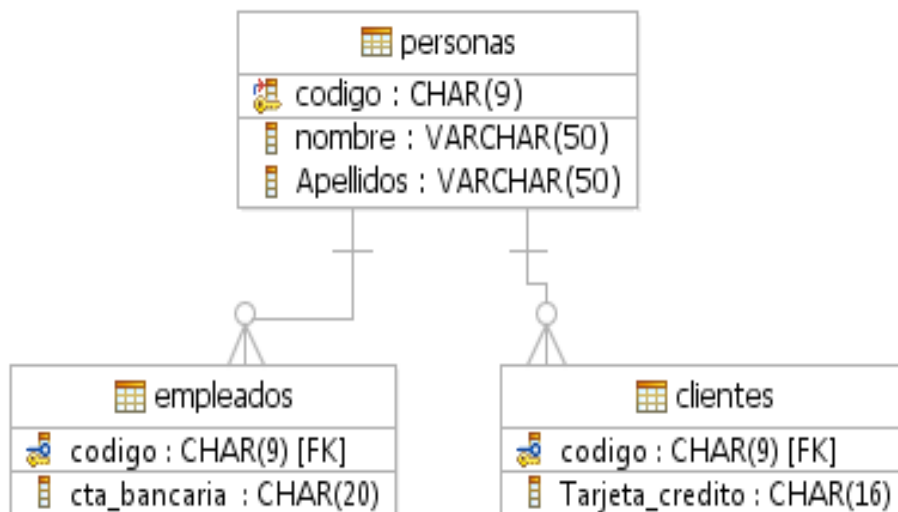 personas
codigo : CHAR(9)
nombre : VARCHAR(50)
Apellidos : VARCHAR(50)
empleados
codigo : CHAR(9) [FK]
cta_bancaria : CHAR(20)
clientes
codigo : CHAR(9) [FK]
Tarjeta_credito : CHAR(16)